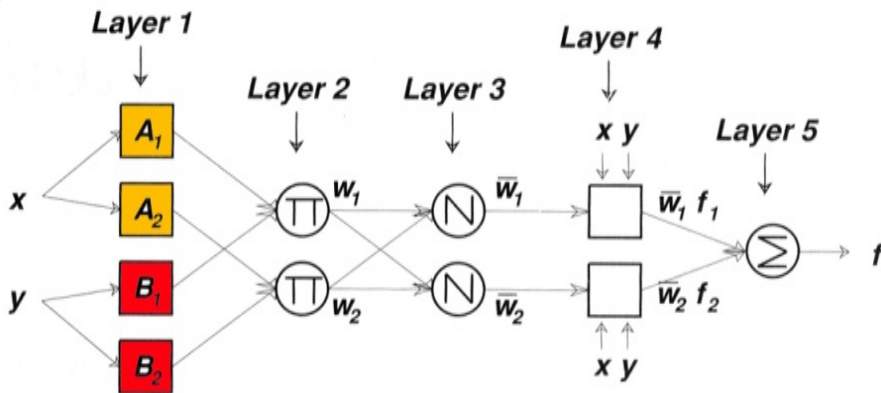 Layer 1
Layer 4
Layer 2
Layer 3
x y
Layer 5
A₁
x
A₂
Π
w₁
N
w̅₁
w̅₁ f₁
Σ
f
y
B₁
Π
w₂
N
w̅₂
w̅₂ f₂
B₂
x y